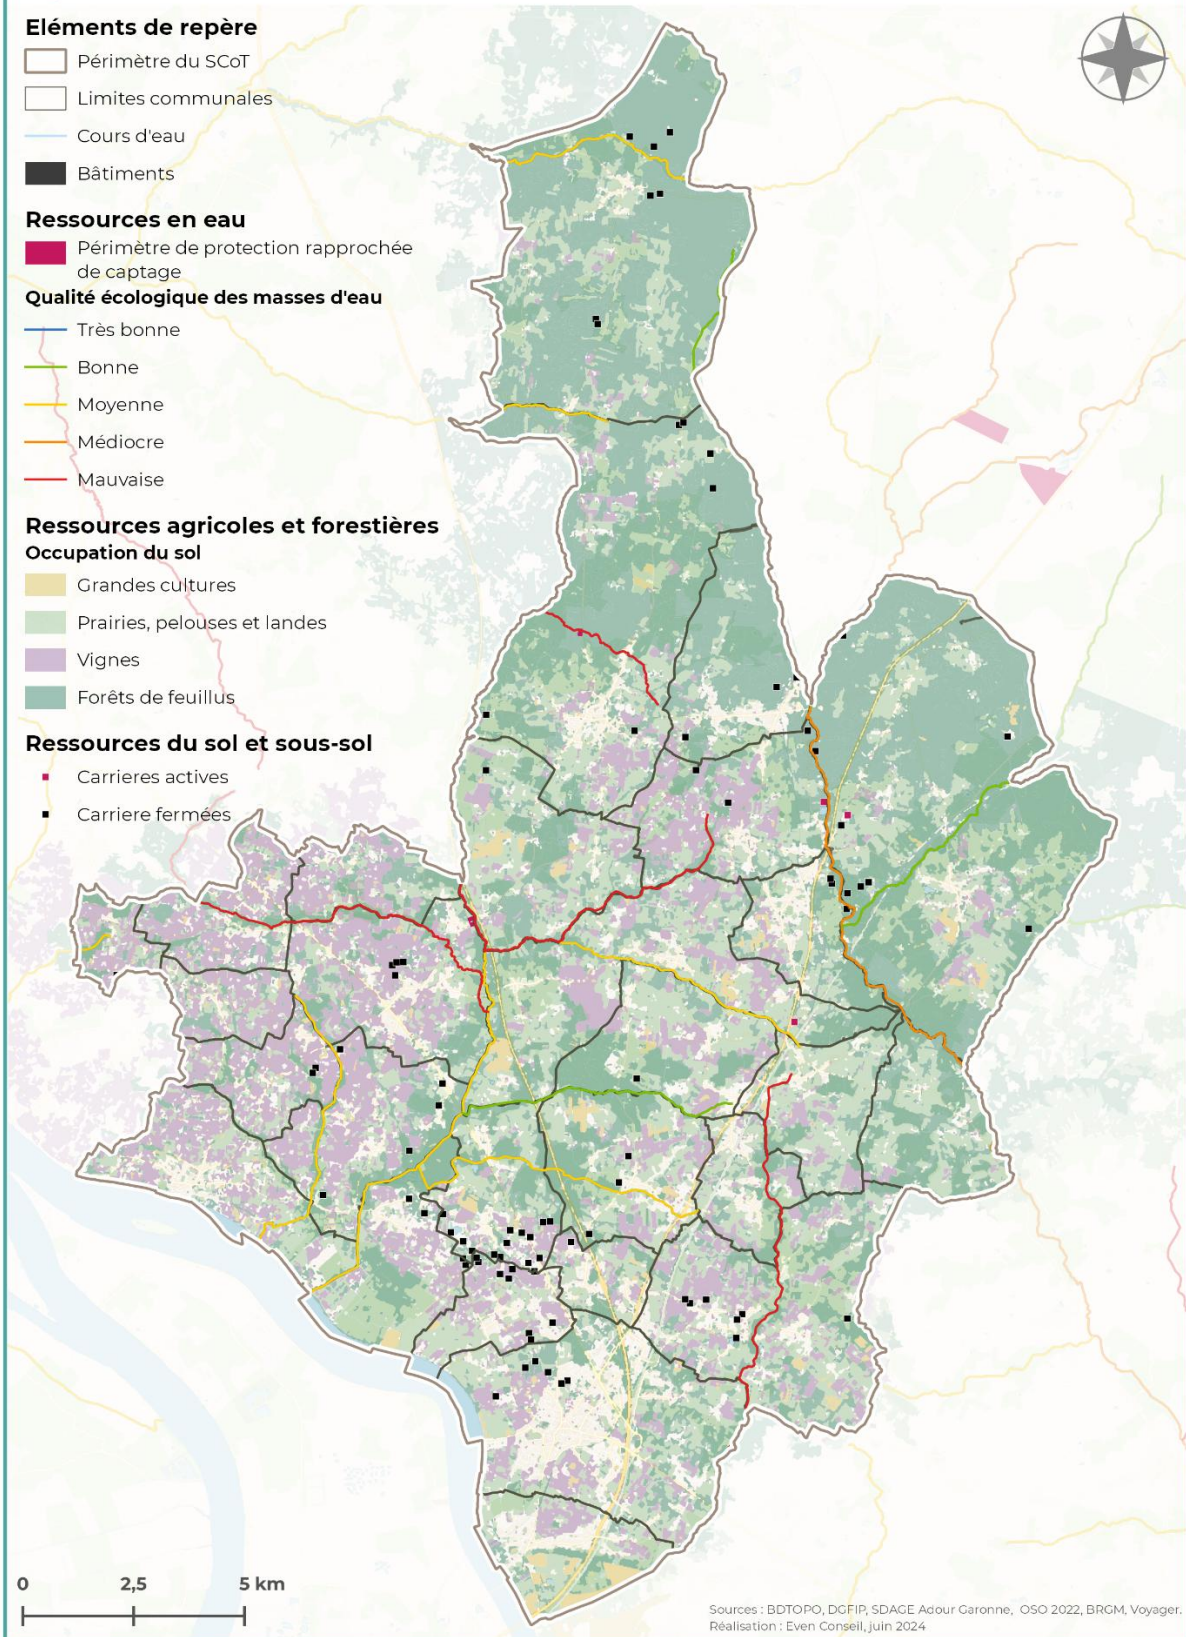 Eléments de repère
Périmètre du SCoT
Limites communales
Cours d'eau
Bâtiments
Ressources en eau
Périmètre de protection rapprochée
de captage
Qualité écologique des masses d'eau
Très bonne
Bonne
Moyenne
Médiocre
Mauvaise
Ressources agricoles et forestières
Occupation du sol
Grandes cultures
Prairies, pelouses et landes
Vignes
Forêts de feuillus
Ressources du sol et sous-sol
Carrieres actives
Carriere fermées
0 2,5 5 km
Sources : BDTOPO, DGFIP, SDAGE Adour Garonne, OSO 2022, BRGM, Voyager.
Réalisation : Even Conseil, juin 2024